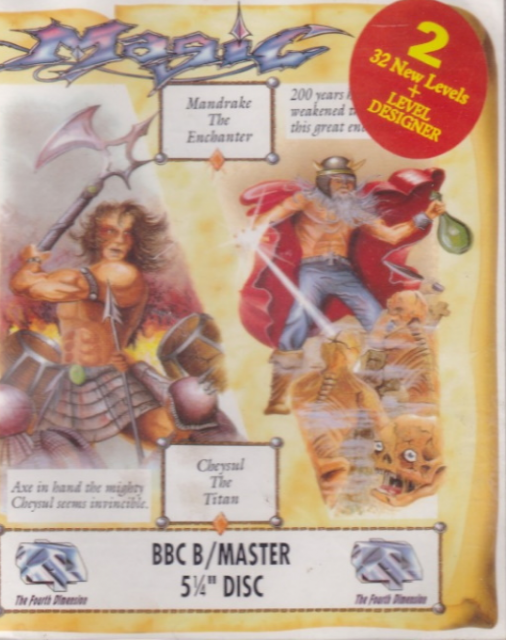 Magic
2
32 New Levels
+
LEVEL
DESIGNER
Mandrake
The
Enchanter
200 years
weakened
this great
Axe in hand the mighty
Cheysul seems invincible.
Cheysul
The
Titan
BBC B/MASTER
5¼" DISC
The Fourth Dimension
The Fourth Dimension